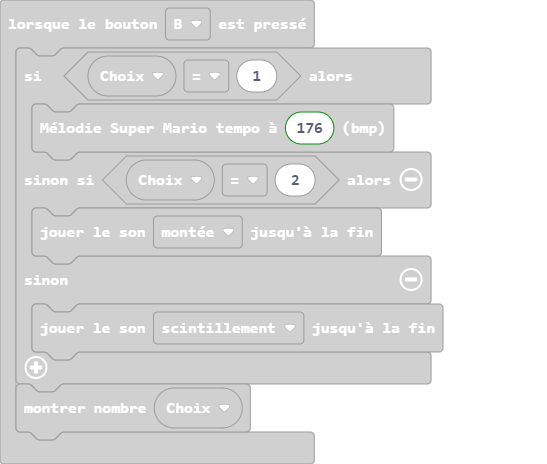 lorsque le bouton B est pressé
si Choix = 1 alors
Mélodie Super Mario tempo à 176 (bmp)
sinon si Choix = 2 alors
jouer le son montée jusqu'à la fin
sinon
jouer le son scintillement jusqu'à la fin
montrer nombre Choix